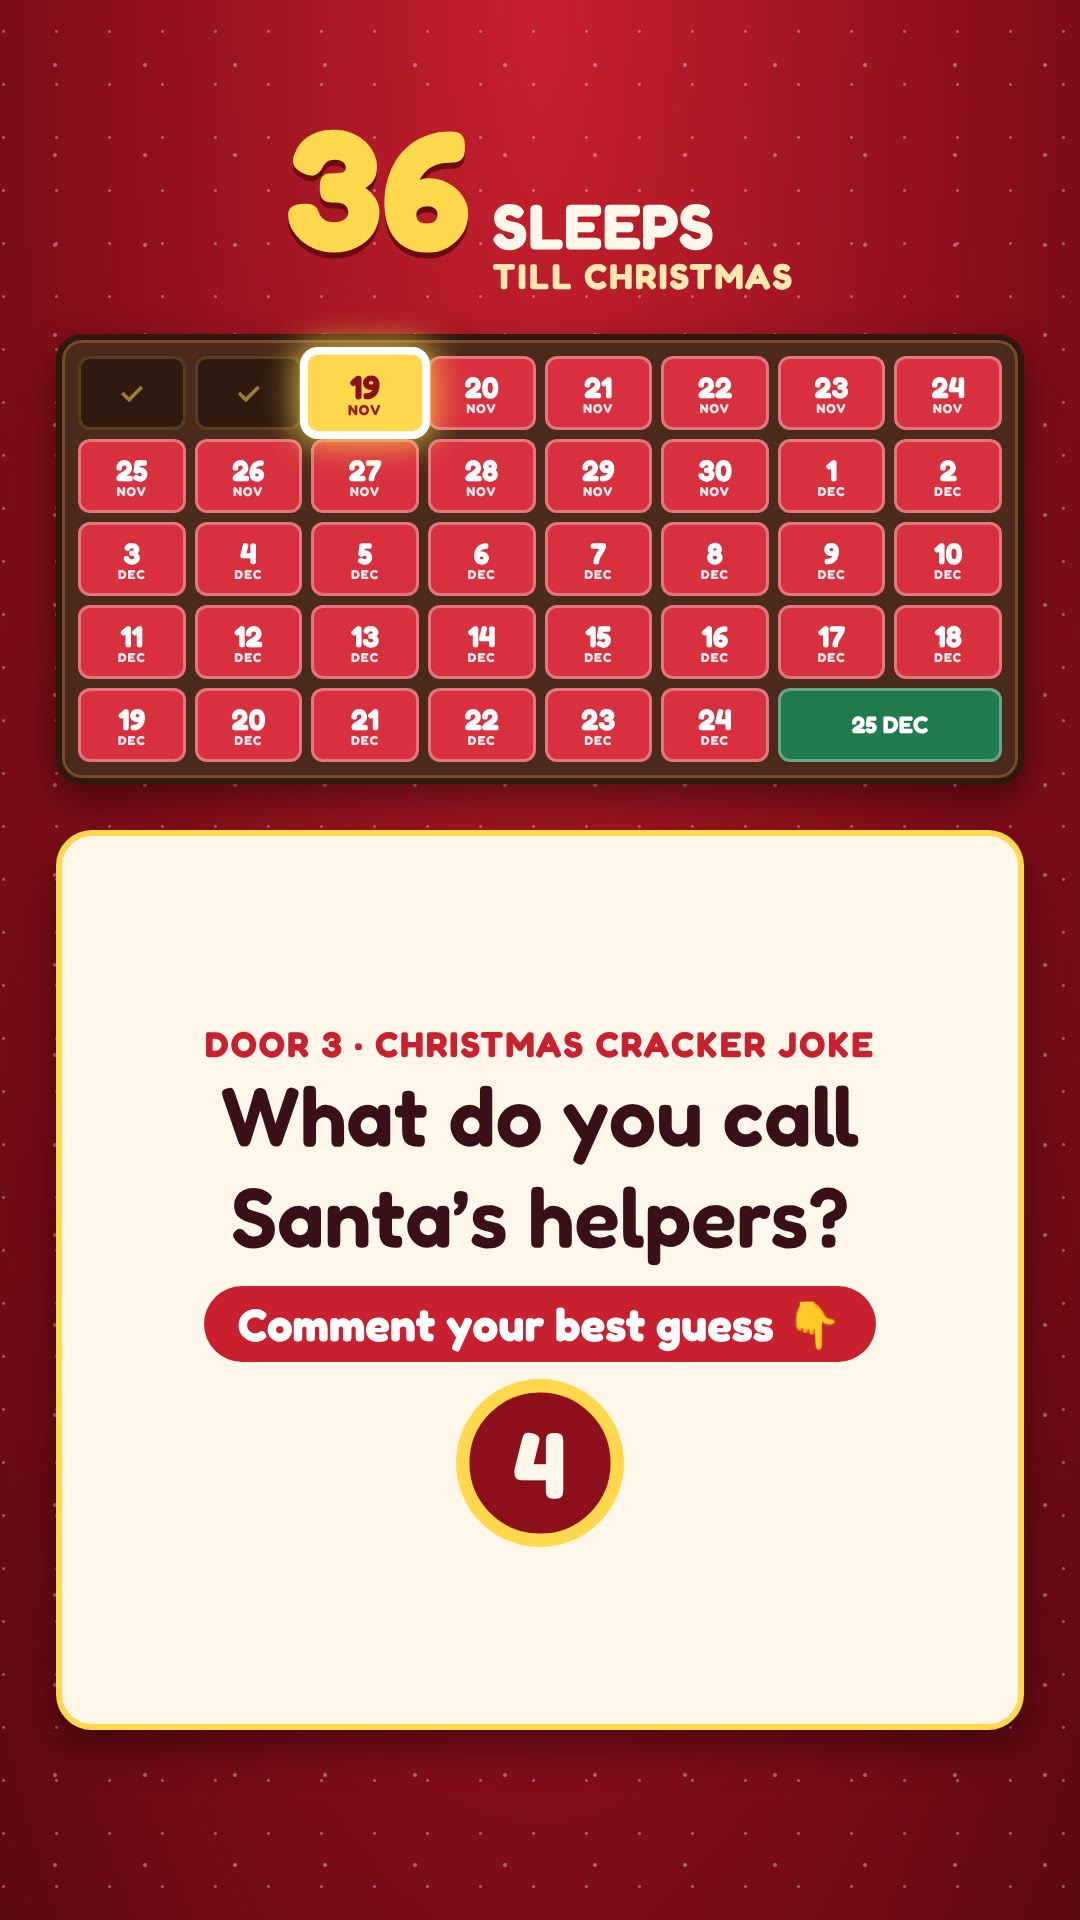 36
SLEEPS
TILL CHRISTMAS
19 NOV
20 NOV
21 NOV
22 NOV
23 NOV
24 NOV
25 NOV
26 NOV
27 NOV
28 NOV
29 NOV
30 NOV
1 DEC
2 DEC
3 DEC
4 DEC
5 DEC
6 DEC
7 DEC
8 DEC
9 DEC
10 DEC
11 DEC
12 DEC
13 DEC
14 DEC
15 DEC
16 DEC
17 DEC
18 DEC
19 DEC
20 DEC
21 DEC
22 DEC
23 DEC
24 DEC
25 DEC
DOOR 3 · CHRISTMAS CRACKER JOKE
What do you call
Santa’s helpers?
Comment your best guess 👇
4